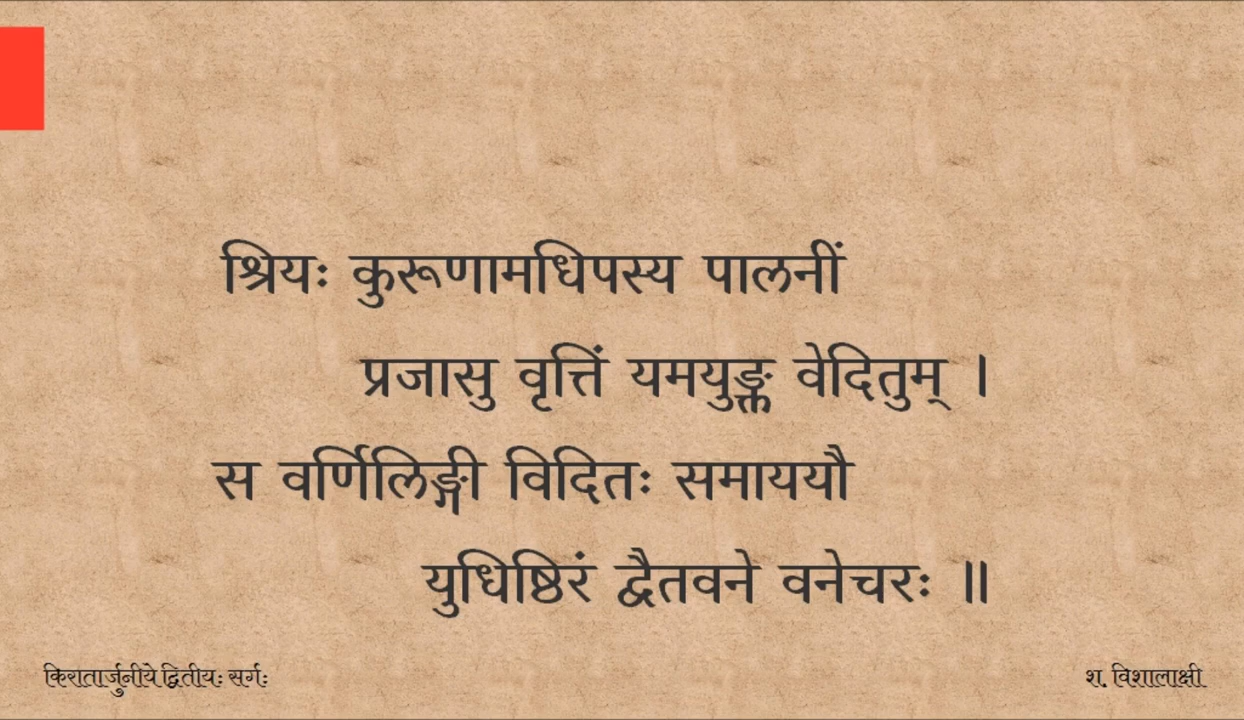 श्रियः कुरूणामधिपस्य पालनीं
प्रजासु वृत्तिं यमयुङ्क्त वेदितुम् ।
स वर्णिलिङ्गी विदितः समाययौ
युधिष्ठिरं द्वैतवने वनेचरः ॥
किरातार्जुनीये द्वितीयः सर्गः
श. विशालाक्षी